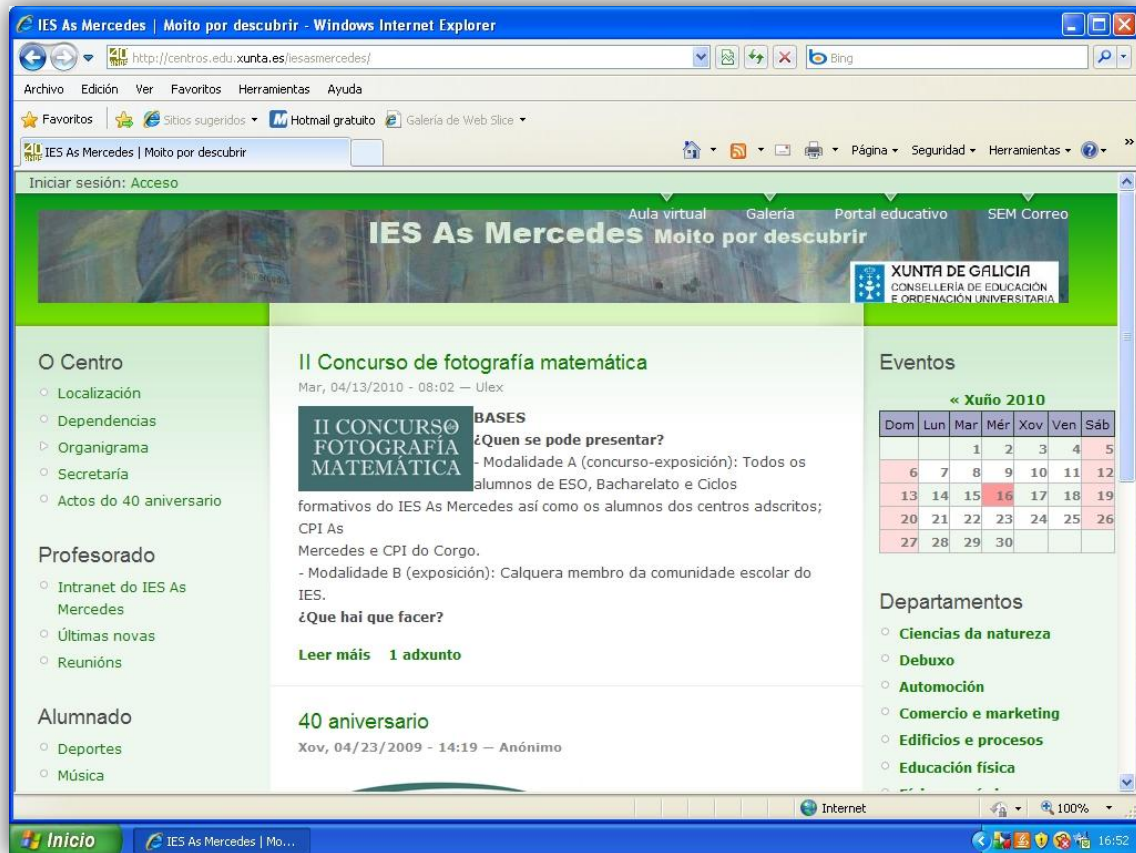 IES As Mercedes | Moito por descubrir - Windows Internet Explorer
http://centros.edu.xunta.es/iesasmercedes/
Bing
Archivo Edición Ver Favoritos Herramientas Ayuda
Favoritos Sitios sugeridos Hotmail gratuito Galería de Web Slice
IES As Mercedes | Moito por descubrir
Página Seguridad Herramientas
Iniciar sesión: Acceso
Aula virtual Galería Portal educativo SEM Correo
IES As Mercedes Moito por descubrir
XUNTA DE GALICIA
CONSELLERÍA DE EDUCACIÓN
E ORDENACIÓN UNIVERSITARIA
O Centro
Localización
Dependencias
Organigrama
Secretaría
Actos do 40 aniversario
Profesorado
Intranet do IES As
Mercedes
Últimas novas
Reunións
Alumnado
Deportes
Música
II Concurso de fotografía matemática
Mar, 04/13/2010 - 08:02 — Ulex
II CONCURSO DE
FOTOGRAFÍA
MATEMÁTICA
BASES
¿Quen se pode presentar?
- Modalidade A (concurso-exposición): Todos os
alumnos de ESO, Bacharelato e Ciclos
formativos do IES As Mercedes así como os alumnos dos centros adscritos;
CPI As
Mercedes e CPI do Corgo.
- Modalidade B (exposición): Calquera membro da comunidade escolar do
IES.
¿Que hai que facer?
Leer máis 1 adxunto
40 aniversario
Xov, 04/23/2009 - 14:19 — Anónimo
Eventos
« Xuño 2010
Dom Lun Mar Mér Xov Ven Sáb
1 2 3 4 5
6 7 8 9 10 11 12
13 14 15 16 17 18 19
20 21 22 23 24 25 26
27 28 29 30
Departamentos
Ciencias da natureza
Debuxo
Automoción
Comercio e marketing
Edificios e procesos
Educación física
Internet 100%
Inicio IES As Mercedes | Mo... 16:52